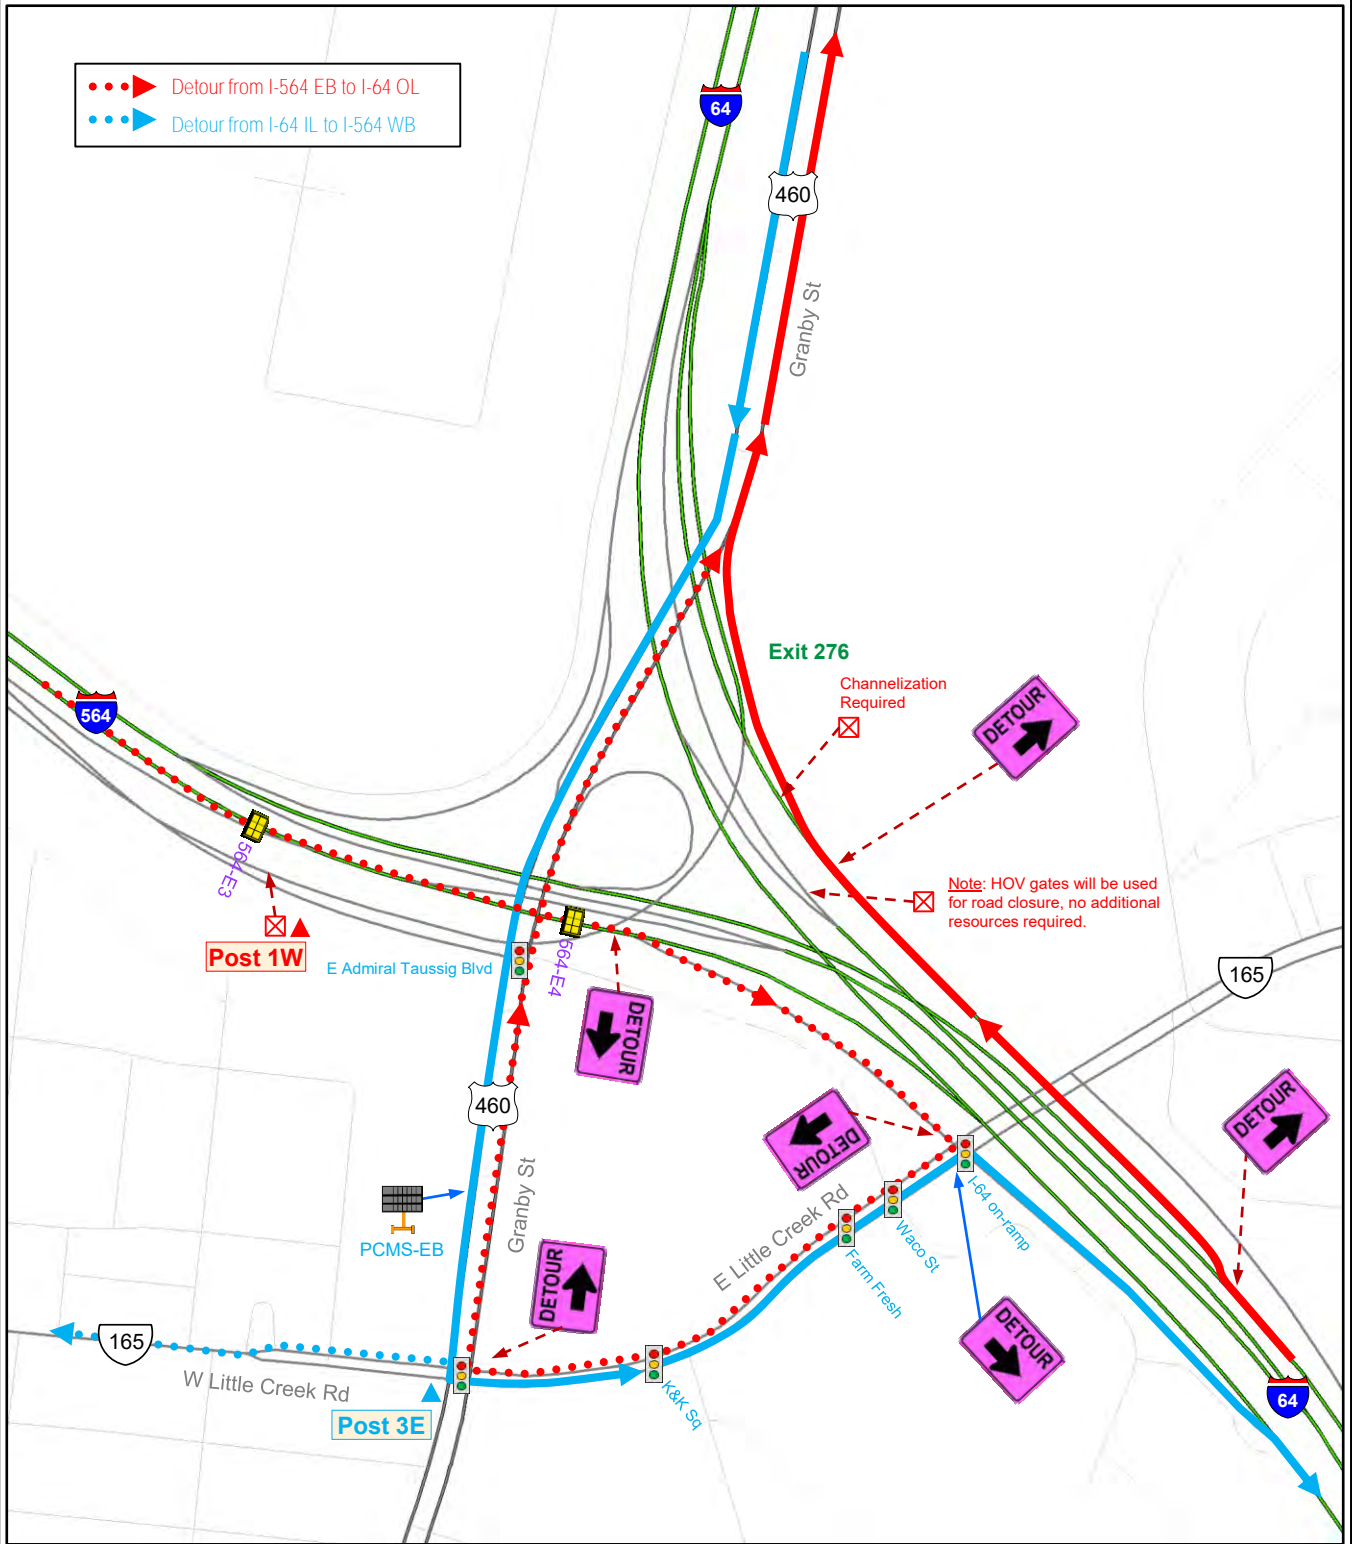 Detour from I-564 EB to I-64 OL
Detour from I-64 IL to I-564 WB
64
460
Granby St
Exit 276
Channelization
Required
DETOUR
564
564-E3
Note: HOV gates will be used
for road closure, no additional
resources required.
Post 1W
E Admiral Taussig Blvd
564-E4
165
DETOUR
460
DETOUR
DETOUR
I-64 on-ramp
Waco St
E Little Creek Rd
Farm Fresh
Granby St
PCMS-EB
DETOUR
DETOUR
165
W Little Creek Rd
K&K Sq
Post 3E
64